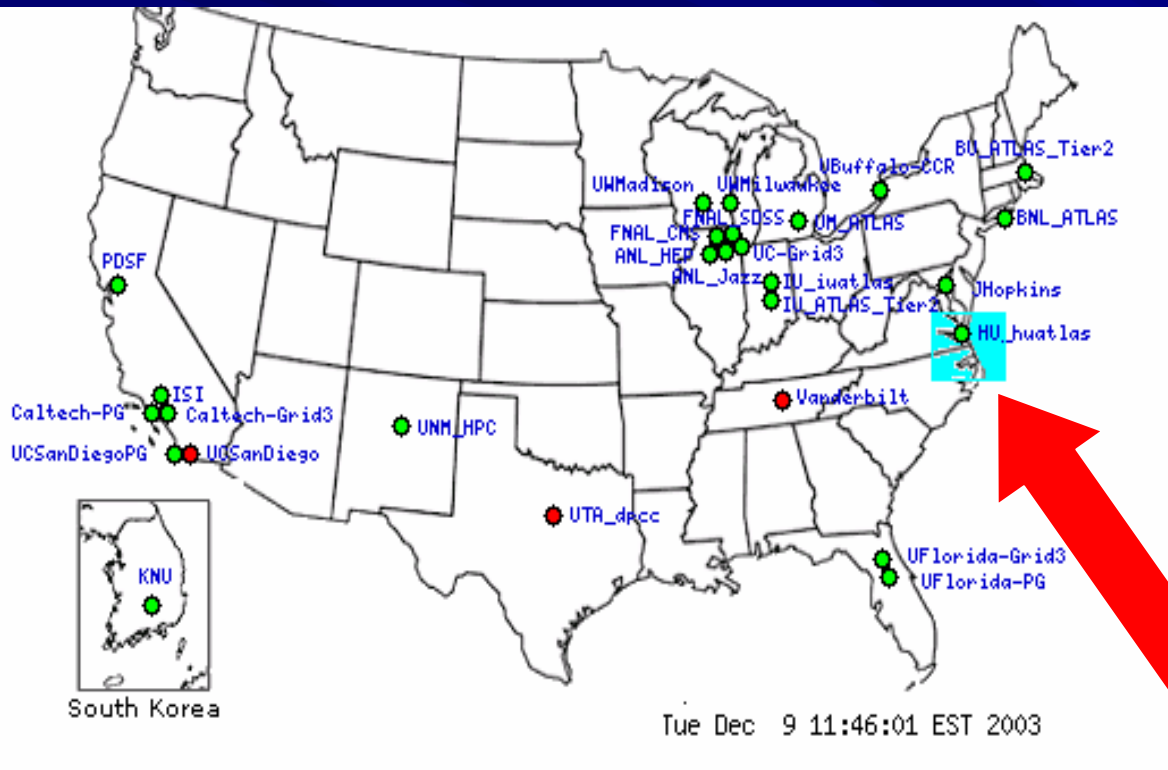 BU_ATLAS_Tier2
UBuffalo-CCR
UWMadison
UWMilwaukee
FNAL_SDSS
UM_ATLAS
BNL_ATLAS
FNAL_CMS
ANL_HEP
UC-Grid3
PDSF
ANL_Jazz
IU_iuatlas
JHopkins
IU_ATLAS_Tier2
HU_huatlas
ISI
Vanderbilt
Caltech-PG
Caltech-Grid3
UNM_HPC
UCSanDiegoPG
UCSanDiego
UTA_dpcc
UFlorida-Grid3
KNU
UFlorida-PG
South Korea
Tue Dec 9 11:46:01 EST 2003